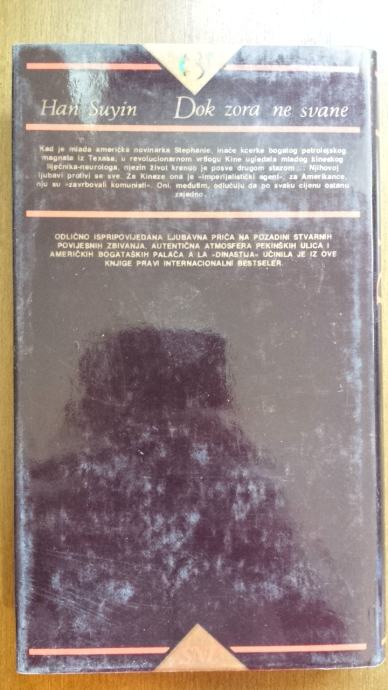 Han Suyin Dok zora ne svane
Kad je mlada američka novinarka Stephanie, inače kćerke bogatog petrolejskog
magnata iz Texasa, u revolucionarnom vrtlogu Kine ugledala mladog kineskog
liječnika-neurologa, njezin život krenuo je posve drugom stazom ... Njihovoj
ljubavi protivi se sve. Za Kineze ona je »imperijalistički agent«, za Amerikance,
nju su »zavrbovali komunisti«. Oni, međutim, odlučuju da po svaku cijenu ostanu
zajedno.
ODLIČNO ISPRIPOVIJEDANA LJUBAVNA PRIČA NA POZADINI STVARNIH
POVIJESNIH ZBIVANJA. AUTENTIČNA ATMOSFERA PEKINŠKIH ULICA I
AMERIČKIH BOGATAŠKIH PALAČA A LA »DINASTIJA« UČINILA JE IZ OVE
KNJIGE PRAVI INTERNACIONALNI BESTSELER.